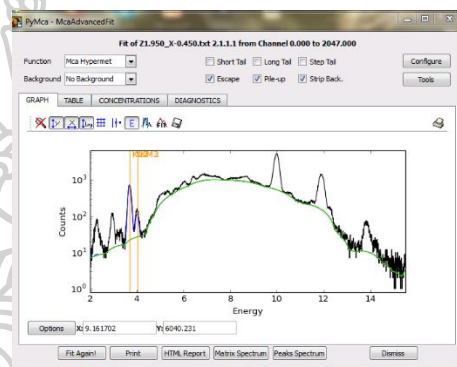 PyMca - McaAdvancedFit
Fit of Z1.950_X-0.450.txt 2.1.1.1 from Channel 0.000 to 2047.000
Function Mca Hypermet Short Tail Long Tail Step Tail Configure
Background No Background Escape Pile-up Strip Back. Tools
GRAPH TABLE CONCENTRATIONS DIAGNOSTICS
E
10³
10²
10¹
10⁰
Counts
2 4 6 8 10 12 14
Energy
Options X: 9.161702 Y: 6040.231
Fit Again! Print HTML Report Matrix Spectrum Peaks Spectrum Dismiss